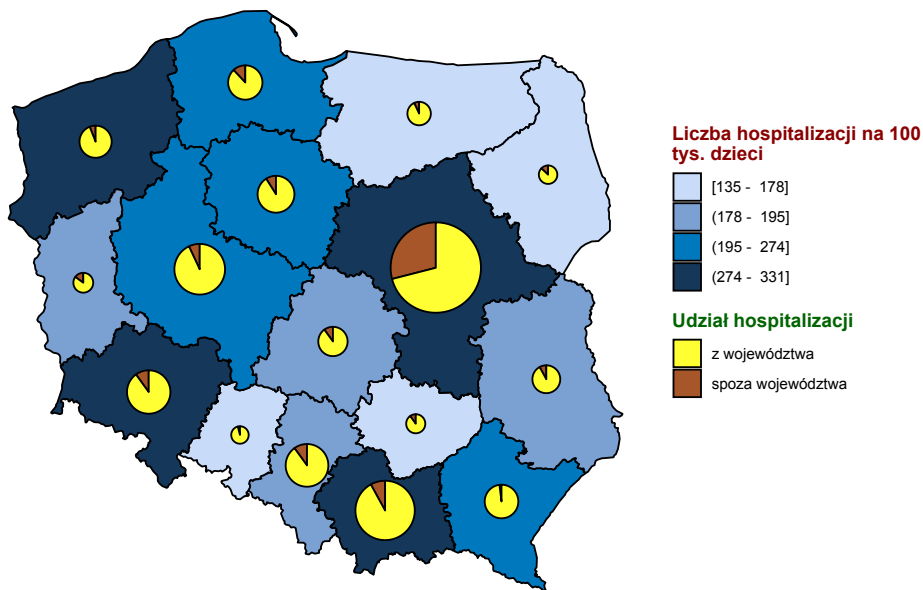 Liczba hospitalizacji na 100
tys. dzieci
[135 - 178]
(178 - 195]
(195 - 274]
(274 - 331]
Udział hospitalizacji
z województwa
spoza województwa